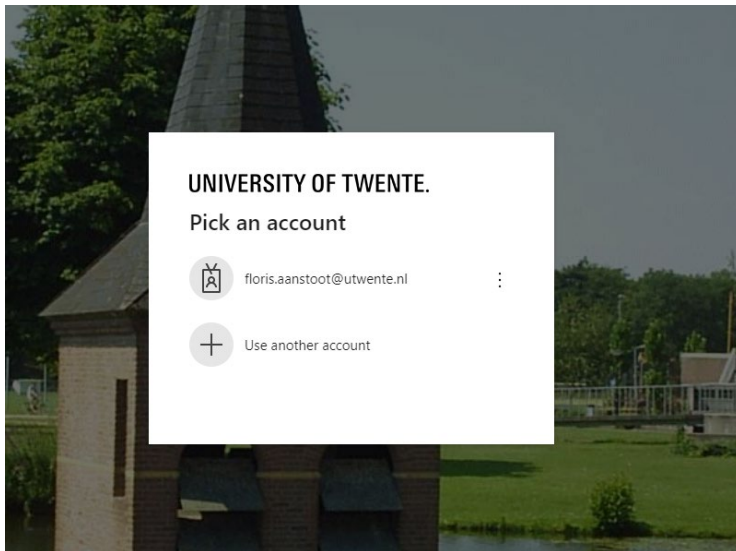 UNIVERSITY OF TWENTE.
Pick an account
floris.aanstoot@utwente.nl
Use another account